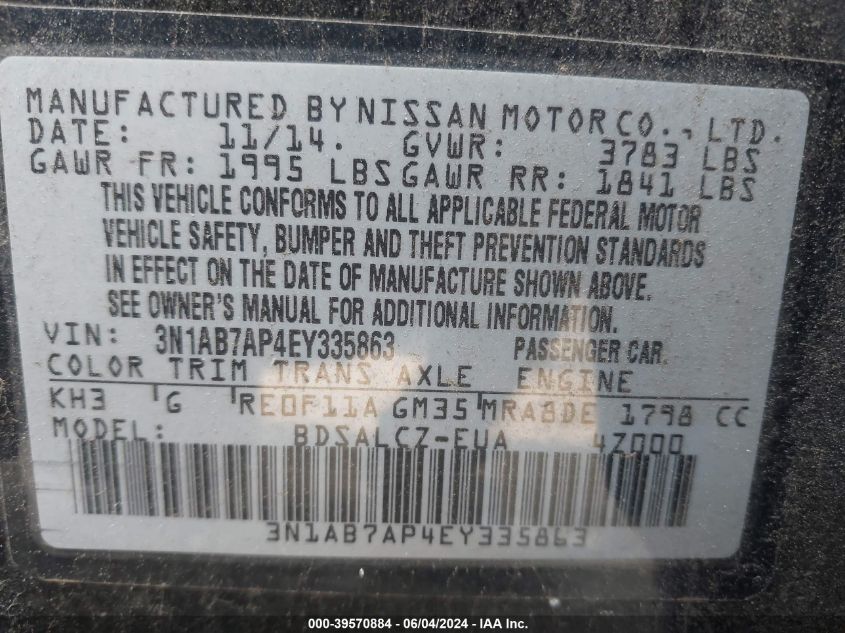 MANUFACTURED BY NISSAN MOTOR CO., LTD.
DATE: 11/14. GVWR: 3783 LBS
GAWR FR: 1995 LBS GAWR RR: 1841 LBS
THIS VEHICLE CONFORMS TO ALL APPLICABLE FEDERAL MOTOR
VEHICLE SAFETY, BUMPER AND THEFT PREVENTION STANDARDS
IN EFFECT ON THE DATE OF MANUFACTURE SHOWN ABOVE.
SEE OWNER'S MANUAL FOR ADDITIONAL INFORMATION.
VIN: 3N1AB7AP4EY335863 PASSENGER CAR.
COLOR TRIM TRANS AXLE ENGINE
KH3 G RE0F11A GM35 MRA8DE 1798 CC
MODEL: BDSALCZ-EUA 4Z000
3N1AB7AP4EY335863
000-39570884 - 06/04/2024 - IAA Inc.